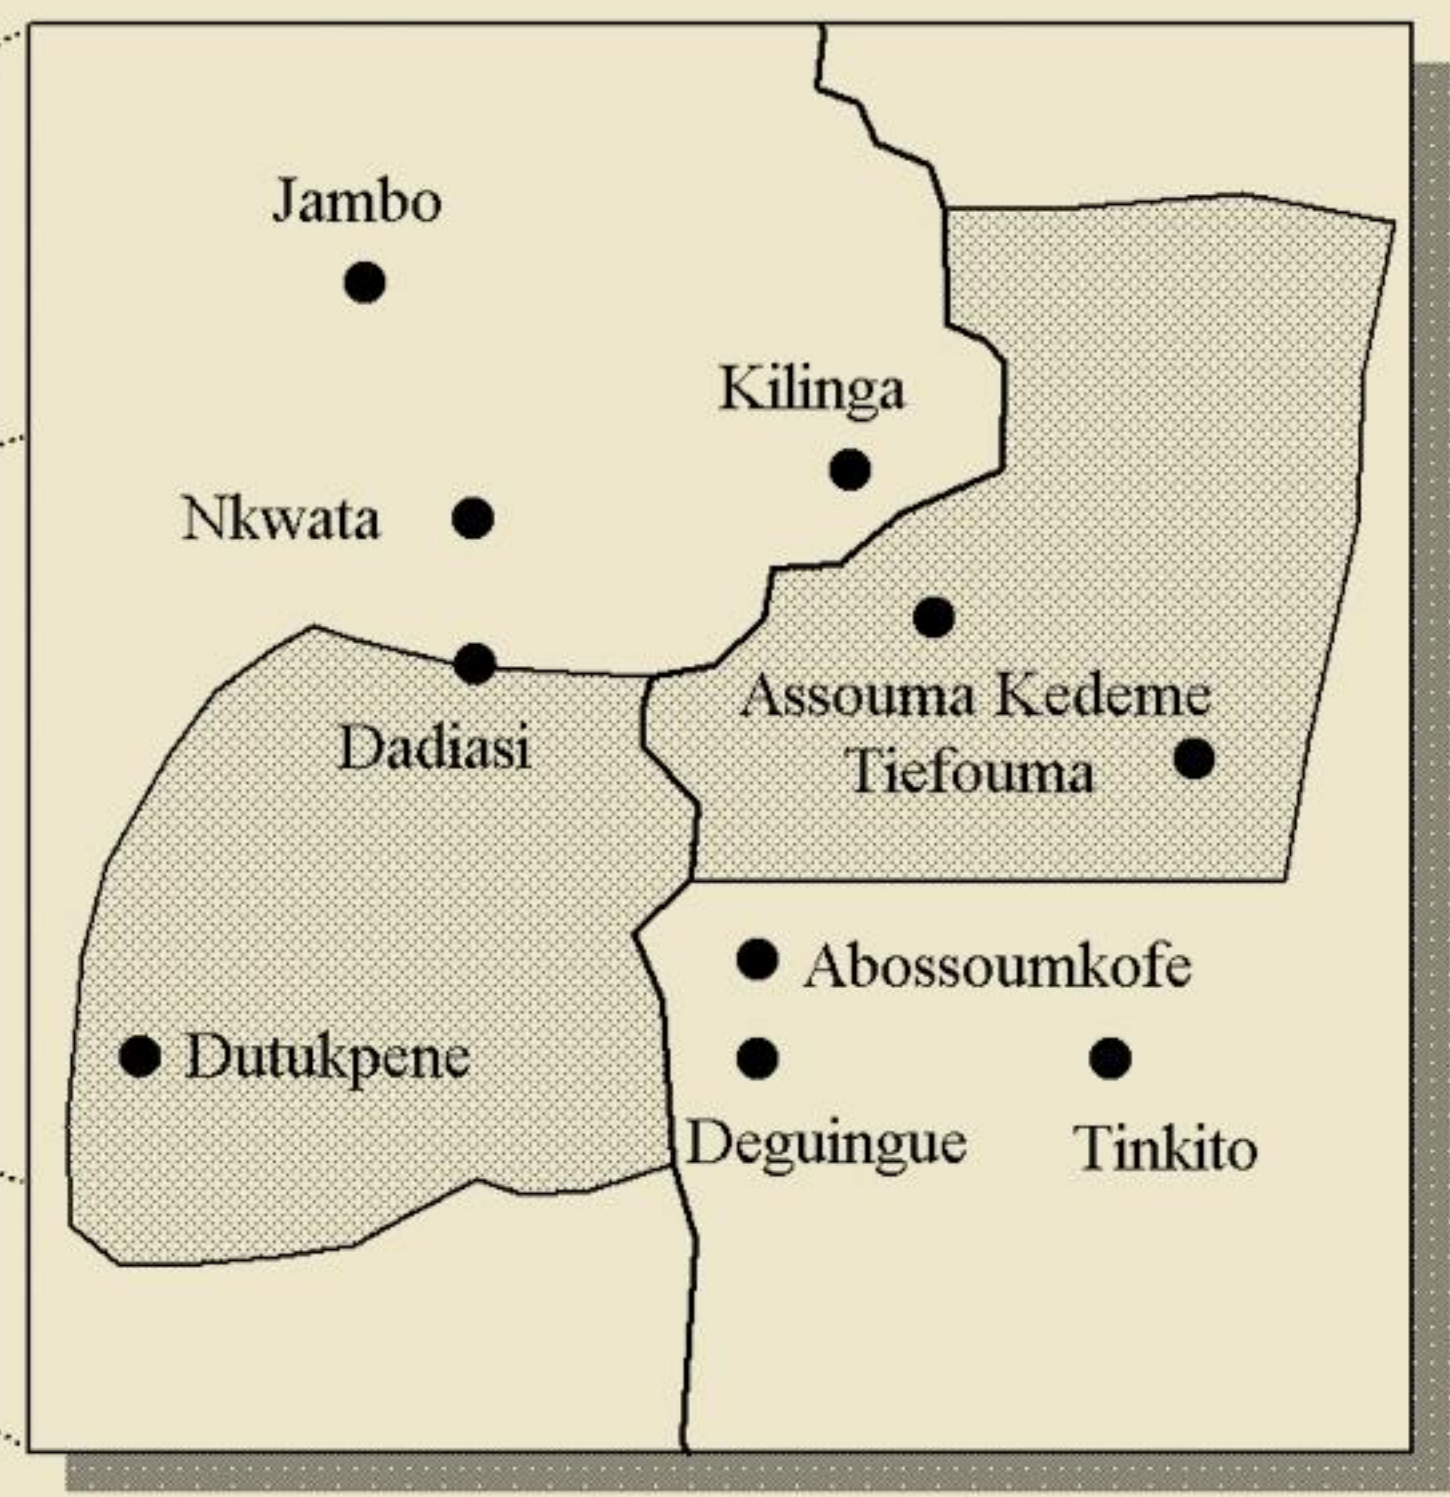 Jambo
Kilinga
Nkwata
Assouma Kedeme
Dadiasi
Tiefouma
Abossoumkofe
Dutukpene
Deguingue
Tinkito